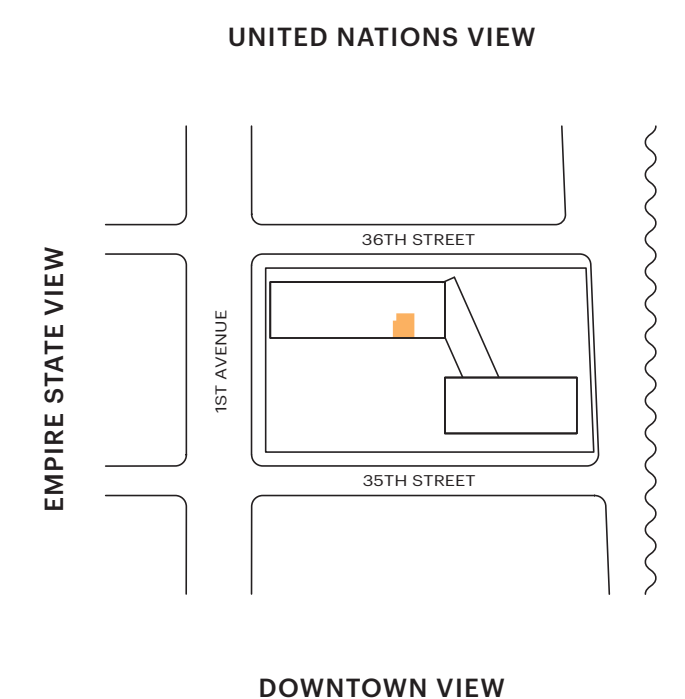 UNITED NATIONS VIEW
36TH STREET
EMPIRE STATE VIEW
1ST AVENUE
35TH STREET
DOWNTOWN VIEW